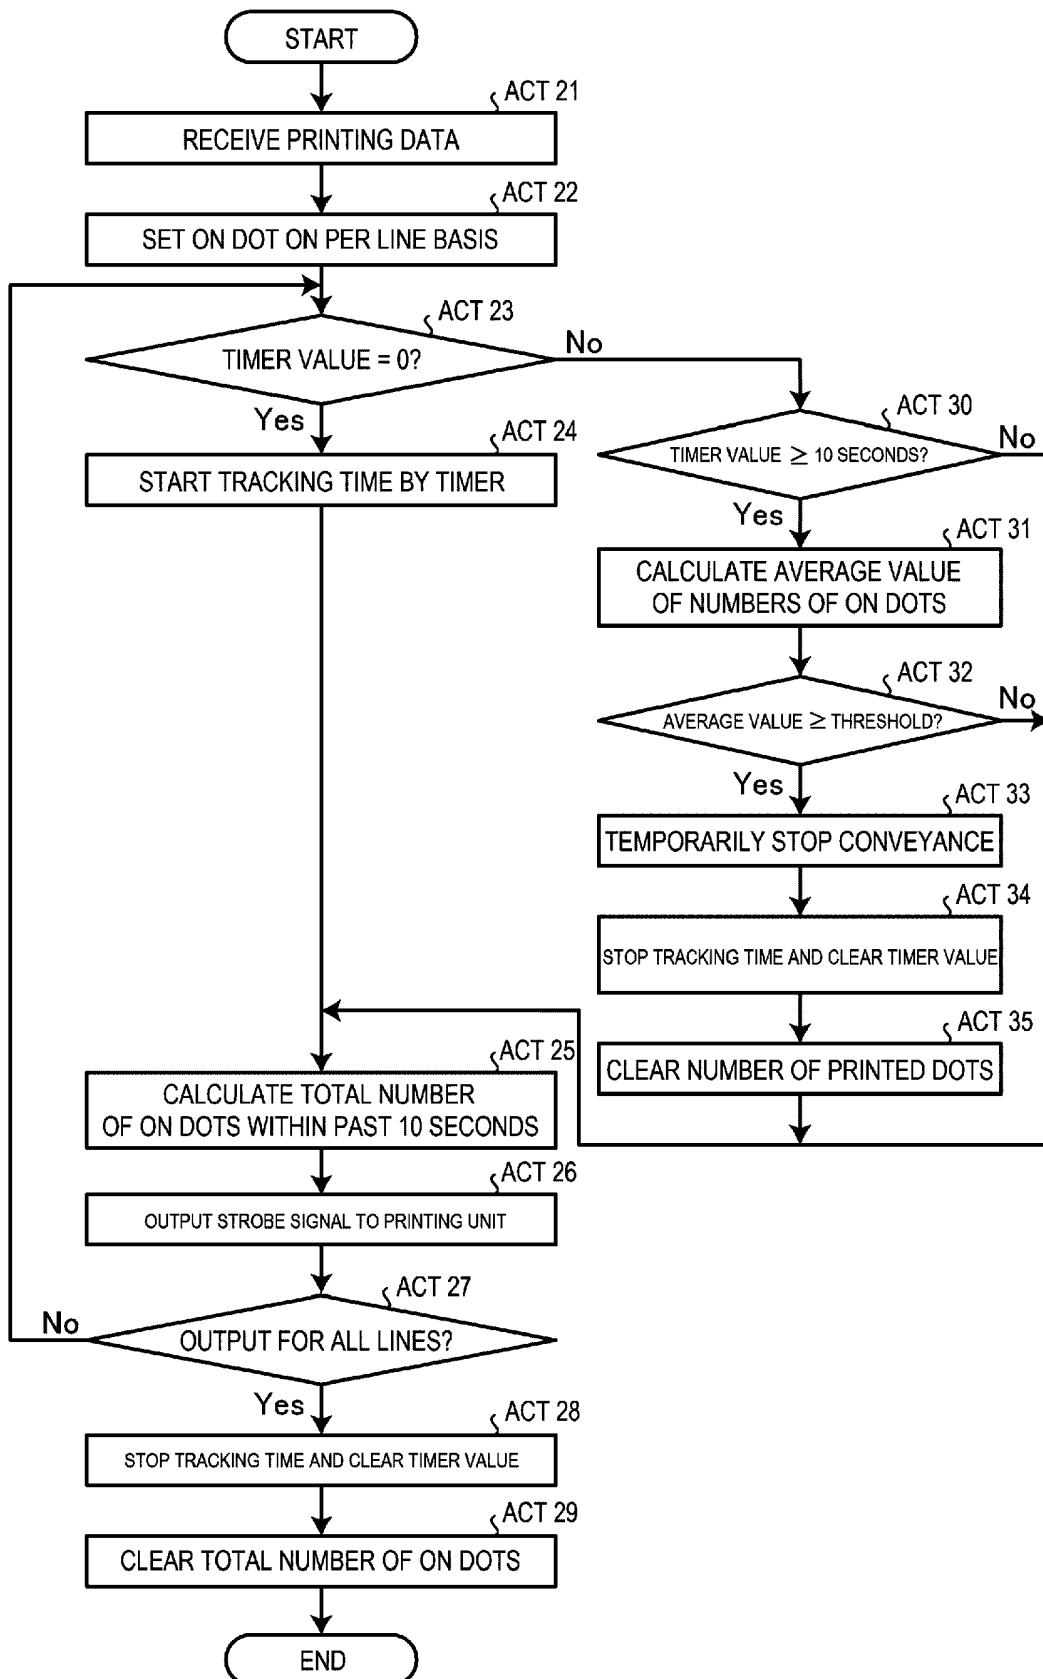 START
ACT 21
RECEIVE PRINTING DATA
ACT 22
SET ON DOT ON PER LINE BASIS
ACT 23
TIMER VALUE = 0?
No
Yes
ACT 24
START TRACKING TIME BY TIMER
ACT 30
TIMER VALUE ≥ 10 SECONDS?
No
Yes
ACT 31
CALCULATE AVERAGE VALUE
OF NUMBERS OF ON DOTS
ACT 32
AVERAGE VALUE ≥ THRESHOLD?
No
Yes
ACT 33
TEMPORARILY STOP CONVEYANCE
ACT 34
STOP TRACKING TIME AND CLEAR TIMER VALUE
ACT 35
CLEAR NUMBER OF PRINTED DOTS
ACT 25
CALCULATE TOTAL NUMBER
OF ON DOTS WITHIN PAST 10 SECONDS
ACT 26
OUTPUT STROBE SIGNAL TO PRINTING UNIT
ACT 27
OUTPUT FOR ALL LINES?
No
Yes
ACT 28
STOP TRACKING TIME AND CLEAR TIMER VALUE
ACT 29
CLEAR TOTAL NUMBER OF ON DOTS
END